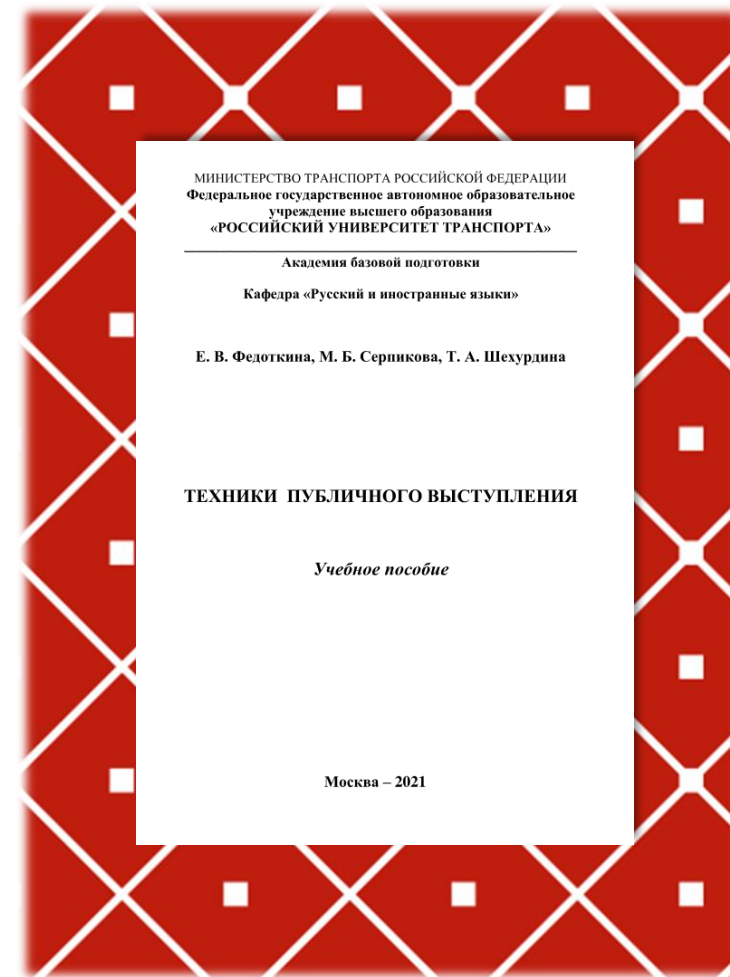 МИНИСТЕРСТВО ТРАНСПОРТА РОССИЙСКОЙ ФЕДЕРАЦИИ
Федеральное государственное автономное образовательное
учреждение высшего образования
«РОССИЙСКИЙ УНИВЕРСИТЕТ ТРАНСПОРТА»
Академия базовой подготовки
Кафедра «Русский и иностранные языки»
Е. В. Федоткина, М. Б. Серпикова, Т. А. Шехурдина
ТЕХНИКИ ПУБЛИЧНОГО ВЫСТУПЛЕНИЯ
Учебное пособие
Москва – 2021